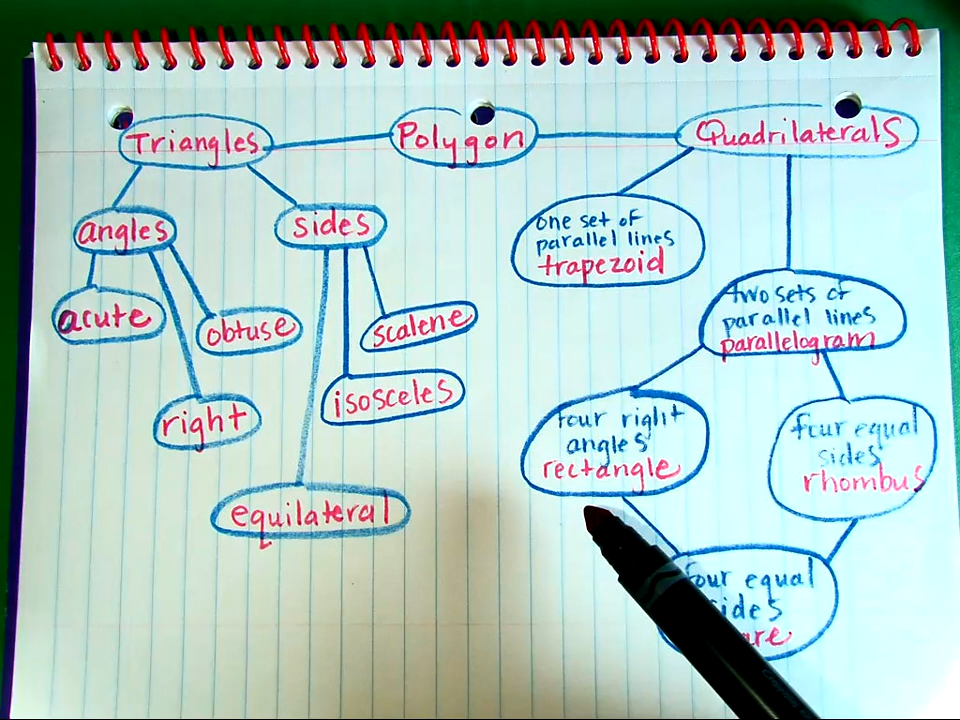 Triangles
Polygon
Quadrilaterals
angles
sides
one set of
parallel lines
trapezoid
acute
obtuse
scalene
two sets of
parallel lines
parallelogram
right
isosceles
four right
angles
rectangle
four equal
sides
rhombus
equilateral
four equal
sides